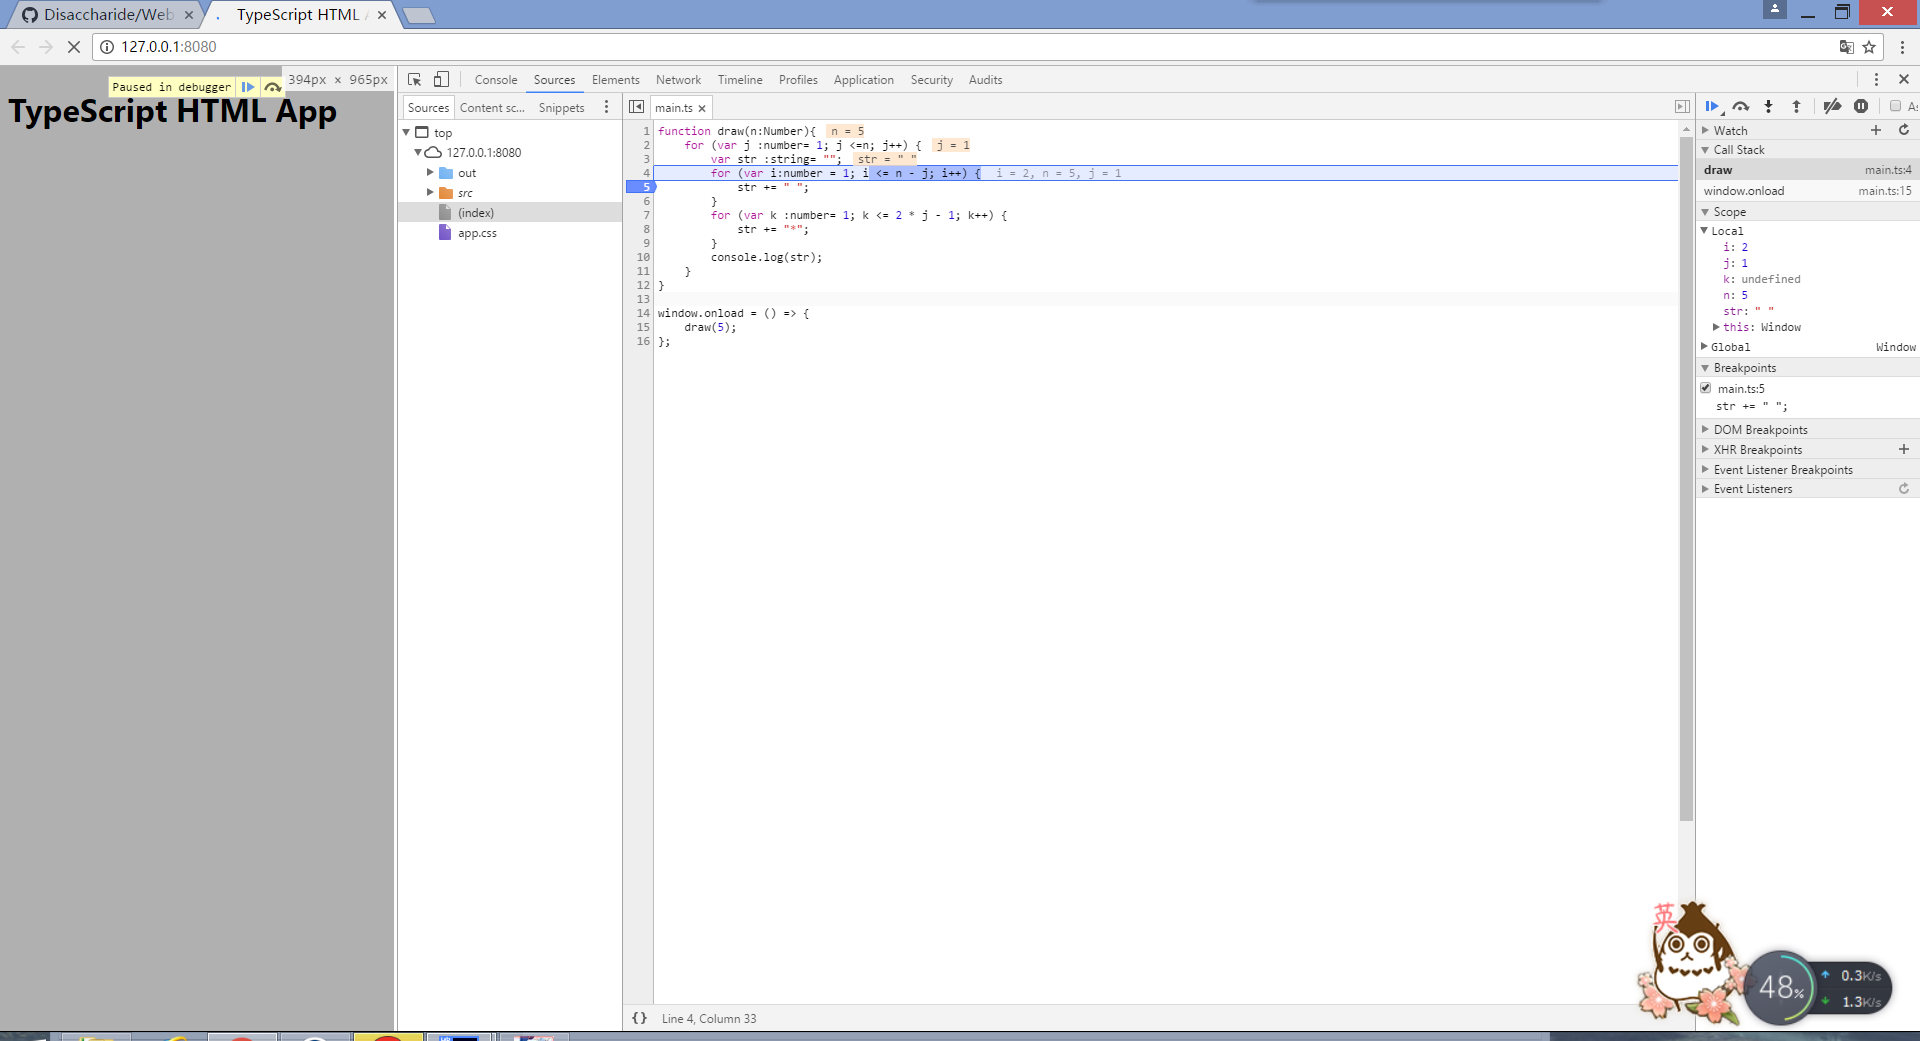 Disaccharide/Web
TypeScript HTML
127.0.0.1:8080
Paused in debugger
394px × 965px
TypeScript HTML App
Console Sources Elements Network Timeline Profiles Application Security Audits
Sources Content sc... Snippets
top
127.0.0.1:8080
out
src
(index)
app.css
main.ts
1 function draw(n:Number){ n = 5
2 for (var j :number= 1; j <=n; j++) { j = 1
3 var str :string= ""; str = " "
4 for (var i:number = 1; i <= n - j; i++) { i = 2, n = 5, j = 1
5 str += " ";
6 }
7 for (var k :number= 1; k <= 2 * j - 1; k++) {
8 str += "*";
9 }
10 console.log(str);
11 }
12 }
13
14 window.onload = () => {
15 draw(5);
16 };
{} Line 4, Column 33
Watch
Call Stack
draw main.ts:4
window.onload main.ts:15
Scope
Local
i: 2
j: 1
k: undefined
n: 5
str: " "
this: Window
Global Window
Breakpoints
main.ts:5
str += " ";
DOM Breakpoints
XHR Breakpoints
Event Listener Breakpoints
Event Listeners
英
48%
0.3K/s
1.3K/s